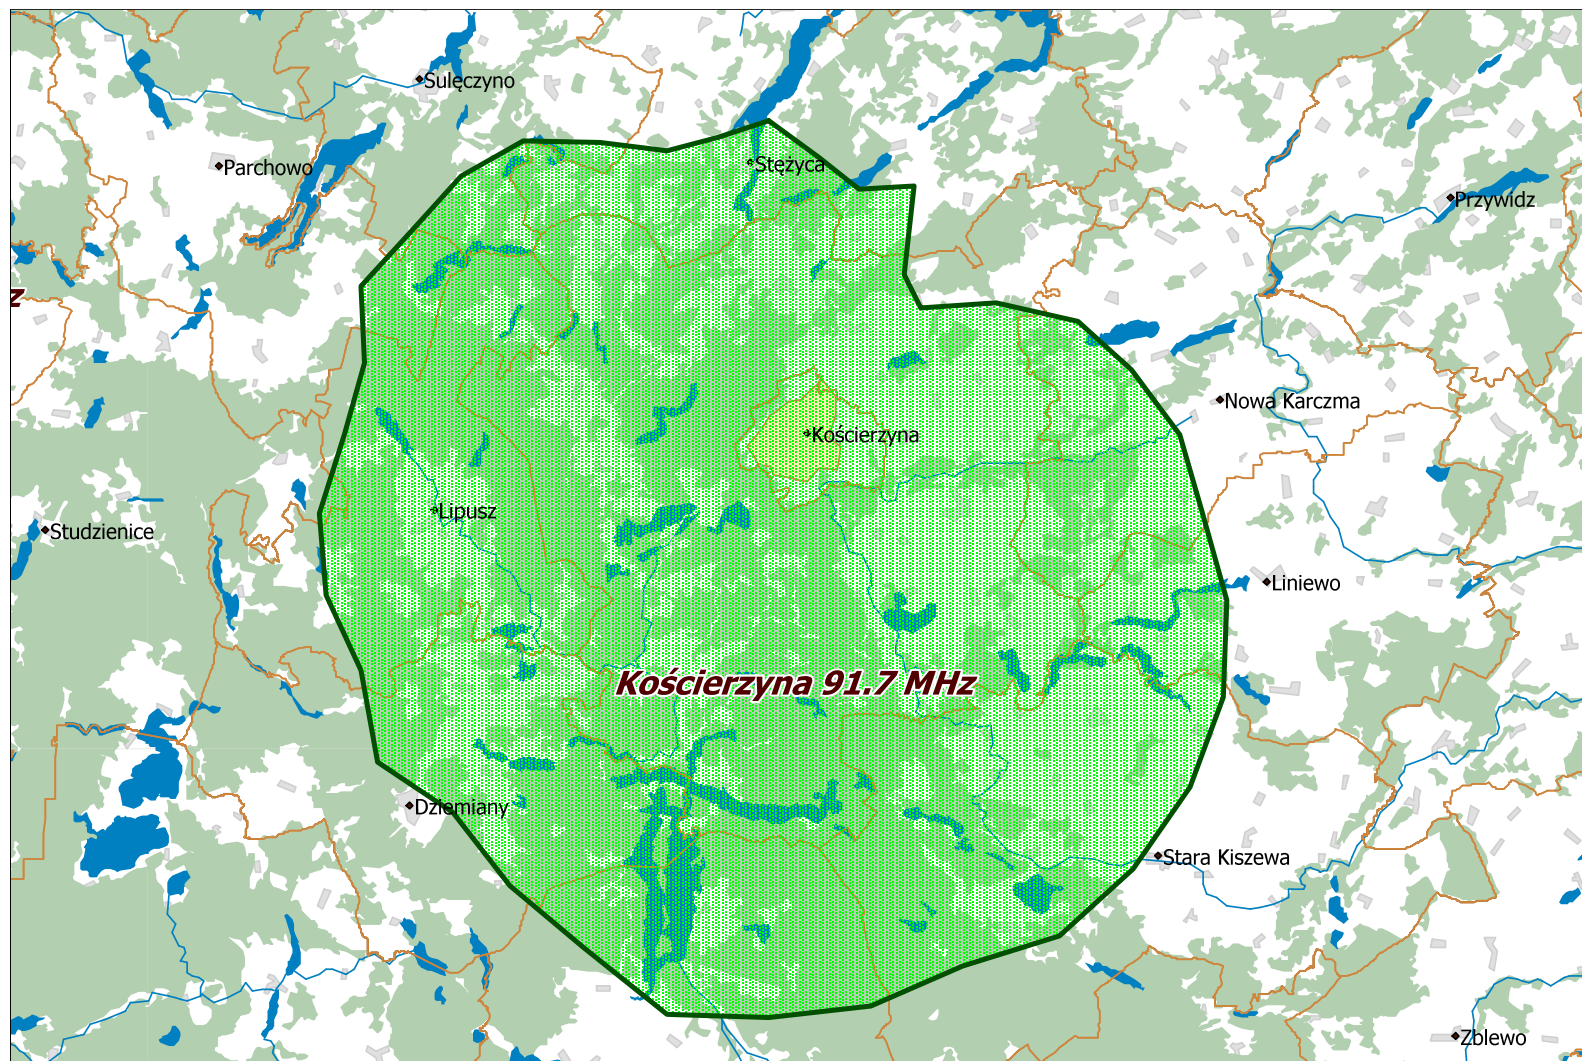 Sulęczyno
Parchowo
Stężyca
Przywidz
z
Nowa Karczma
Kościerzyna
Lipusz
Studzienice
Liniewo
Kościerzyna 91.7 MHz
Dziemiany
Stara Kiszewa
Zblewo